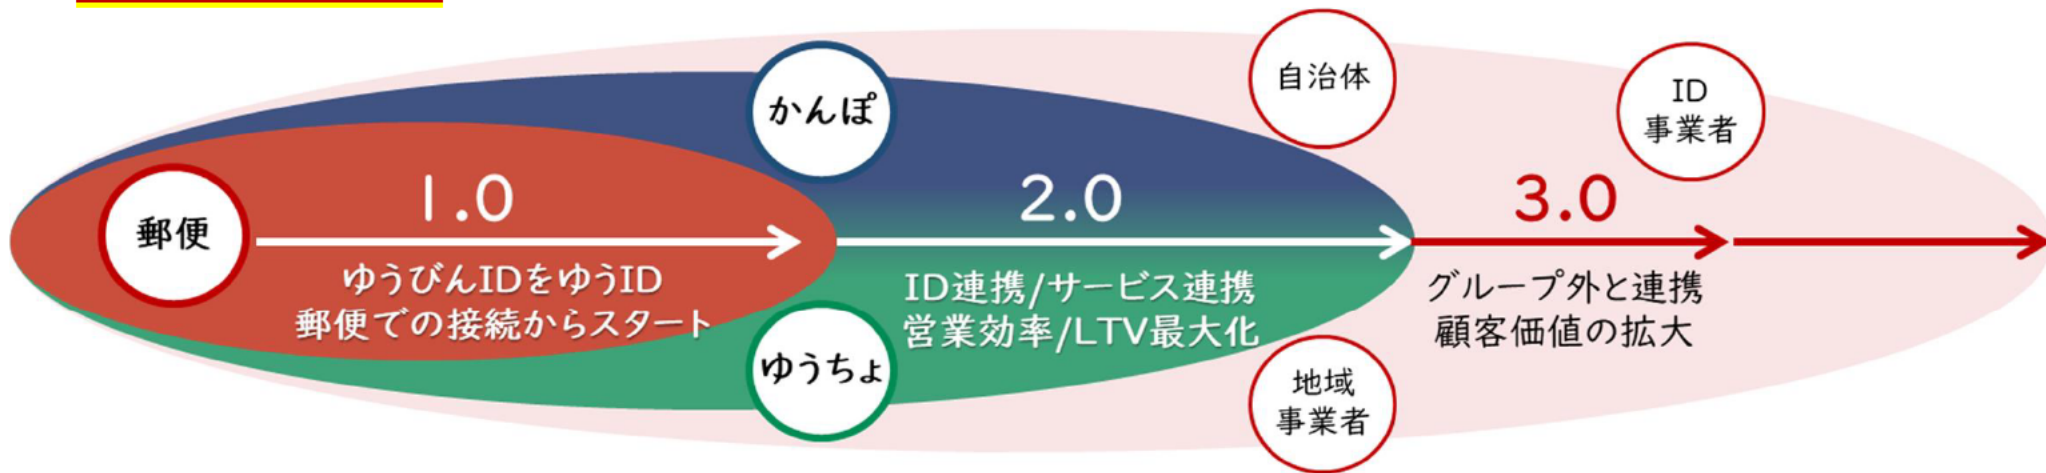 郵便
1.0
ゆうびんIDをゆうID
郵便での接続からスタート
かんぽ
ゆうちょ
2.0
ID連携/サービス連携
営業効率/LTV最大化
自治体
地域
事業者
3.0
グループ外と連携
顧客価値の拡大
ID
事業者